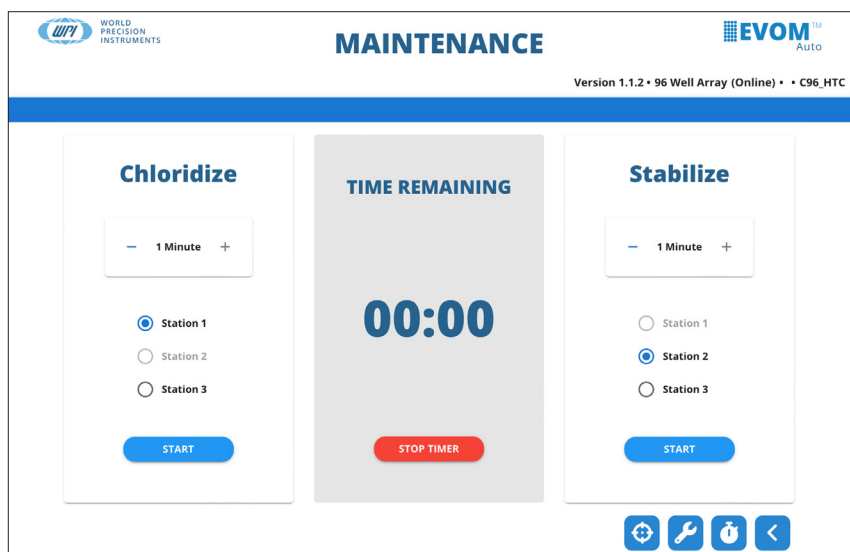 WPI
WORLD
PRECISION
INSTRUMENTS
MAINTENANCE
EVOM™
Auto
Version 1.1.2 • 96 Well Array (Online) • • C96_HTC
Chloridize
− 1 Minute +
Station 1
Station 2
Station 3
START
TIME REMAINING
00:00
STOP TIMER
Stabilize
− 1 Minute +
Station 1
Station 2
Station 3
START